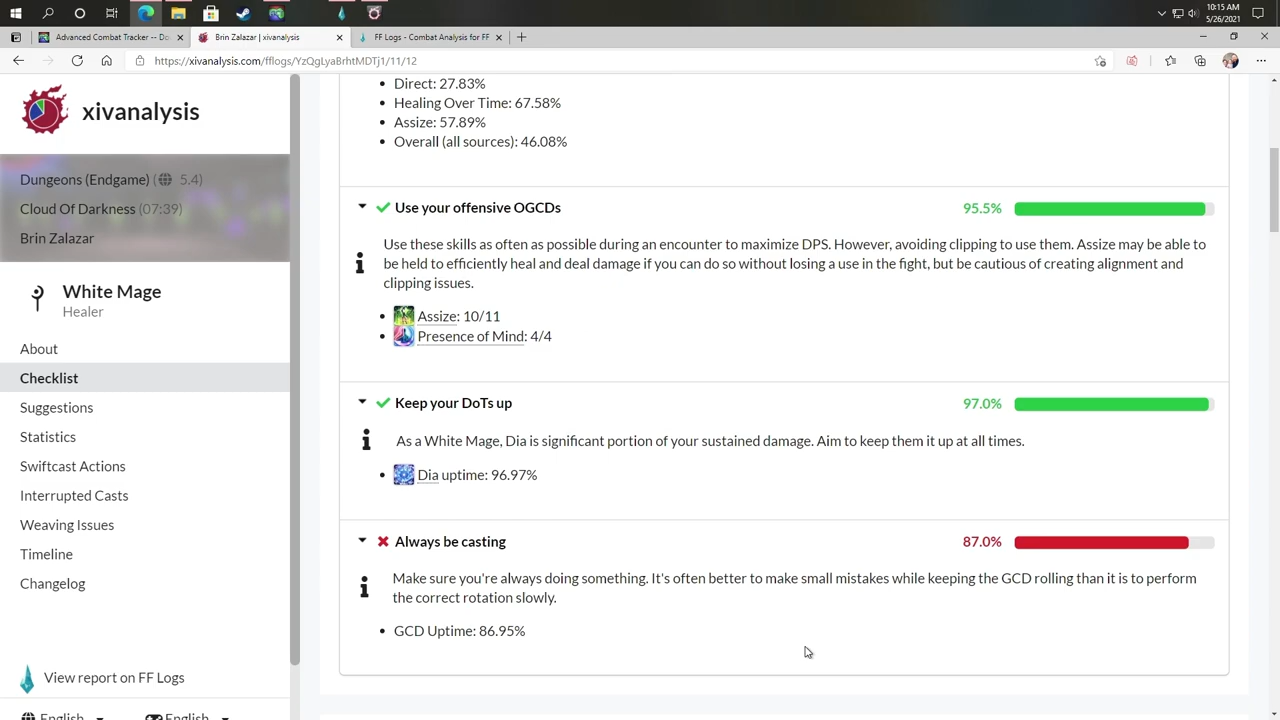 10:15 AM
5/26/2021
Advanced Combat Tracker -- Do
Brin Zalazar | xivanalysis
FF Logs - Combat Analysis for FF
https://xivanalysis.com/fflogs/YzQgLyaBrhtMDTj1/11/12
xivanalysis
Dungeons (Endgame) ( 5.4)
Cloud Of Darkness (07:39)
Brin Zalazar
White Mage
Healer
About
Checklist
Suggestions
Statistics
Swiftcast Actions
Interrupted Casts
Weaving Issues
Timeline
Changelog
View report on FF Logs
English
English
Direct: 27.83%
Healing Over Time: 67.58%
Assize: 57.89%
Overall (all sources): 46.08%
Use your offensive OGCDs 95.5%
Use these skills as often as possible during an encounter to maximize DPS. However, avoiding clipping to use them. Assize may be able to
be held to efficiently heal and deal damage if you can do so without losing a use in the fight, but be cautious of creating alignment and
clipping issues.
Assize: 10/11
Presence of Mind: 4/4
Keep your DoTs up 97.0%
As a White Mage, Dia is significant portion of your sustained damage. Aim to keep them it up at all times.
Dia uptime: 96.97%
Always be casting 87.0%
Make sure you're always doing something. It's often better to make small mistakes while keeping the GCD rolling than it is to perform
the correct rotation slowly.
GCD Uptime: 86.95%